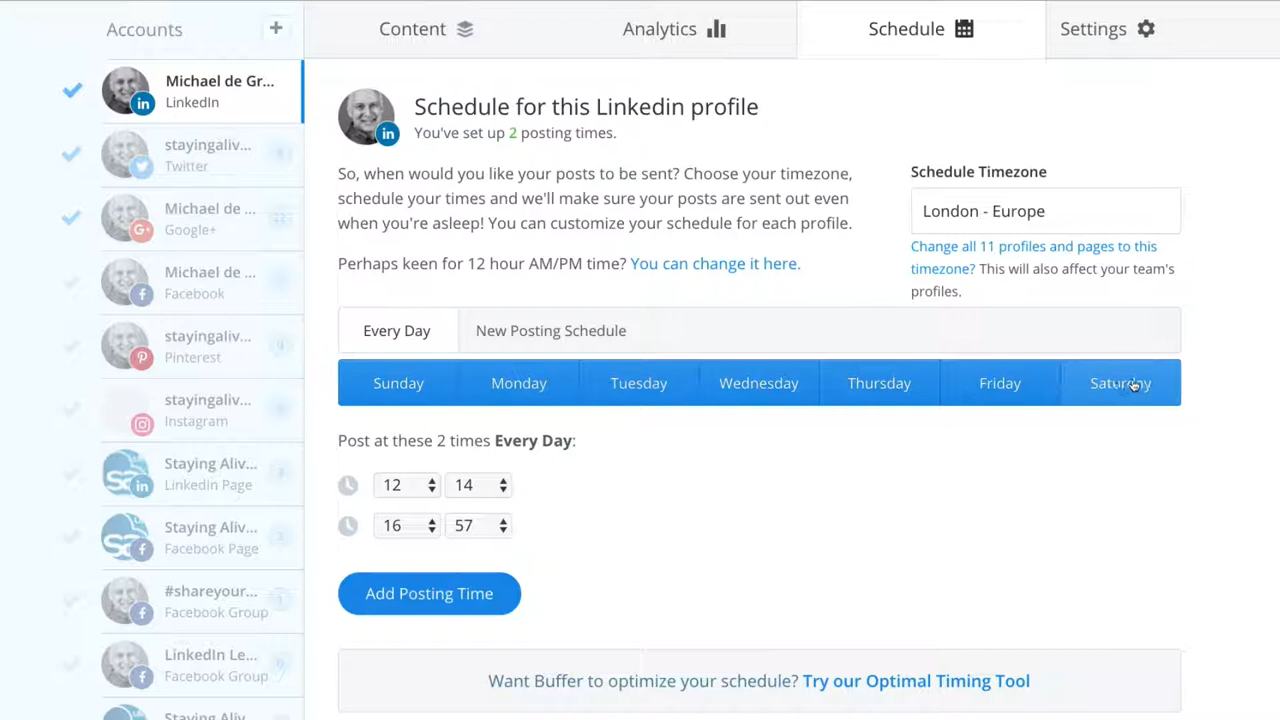 Accounts
+
Content
Analytics
Schedule
Settings
Michael de Gr...
LinkedIn
stayingaliv...
Twitter
Michael de ...
Google+
Michael de ...
Facebook
stayingaliv...
Pinterest
stayingaliv...
Instagram
Staying Aliv...
Linkedin Page
Staying Aliv...
Facebook Page
#shareyour...
Facebook Group
LinkedIn Le...
Facebook Group
Staying Aliv...
Schedule for this Linkedin profile
You've set up 2 posting times.
So, when would you like your posts to be sent? Choose your timezone,
schedule your times and we'll make sure your posts are sent out even
when you're asleep! You can customize your schedule for each profile.
Perhaps keen for 12 hour AM/PM time? You can change it here.
Schedule Timezone
London - Europe
Change all 11 profiles and pages to this
timezone? This will also affect your team's
profiles.
Every Day
New Posting Schedule
Sunday Monday Tuesday Wednesday Thursday Friday Saturday
Post at these 2 times Every Day:
12 14
16 57
Add Posting Time
Want Buffer to optimize your schedule? Try our Optimal Timing Tool